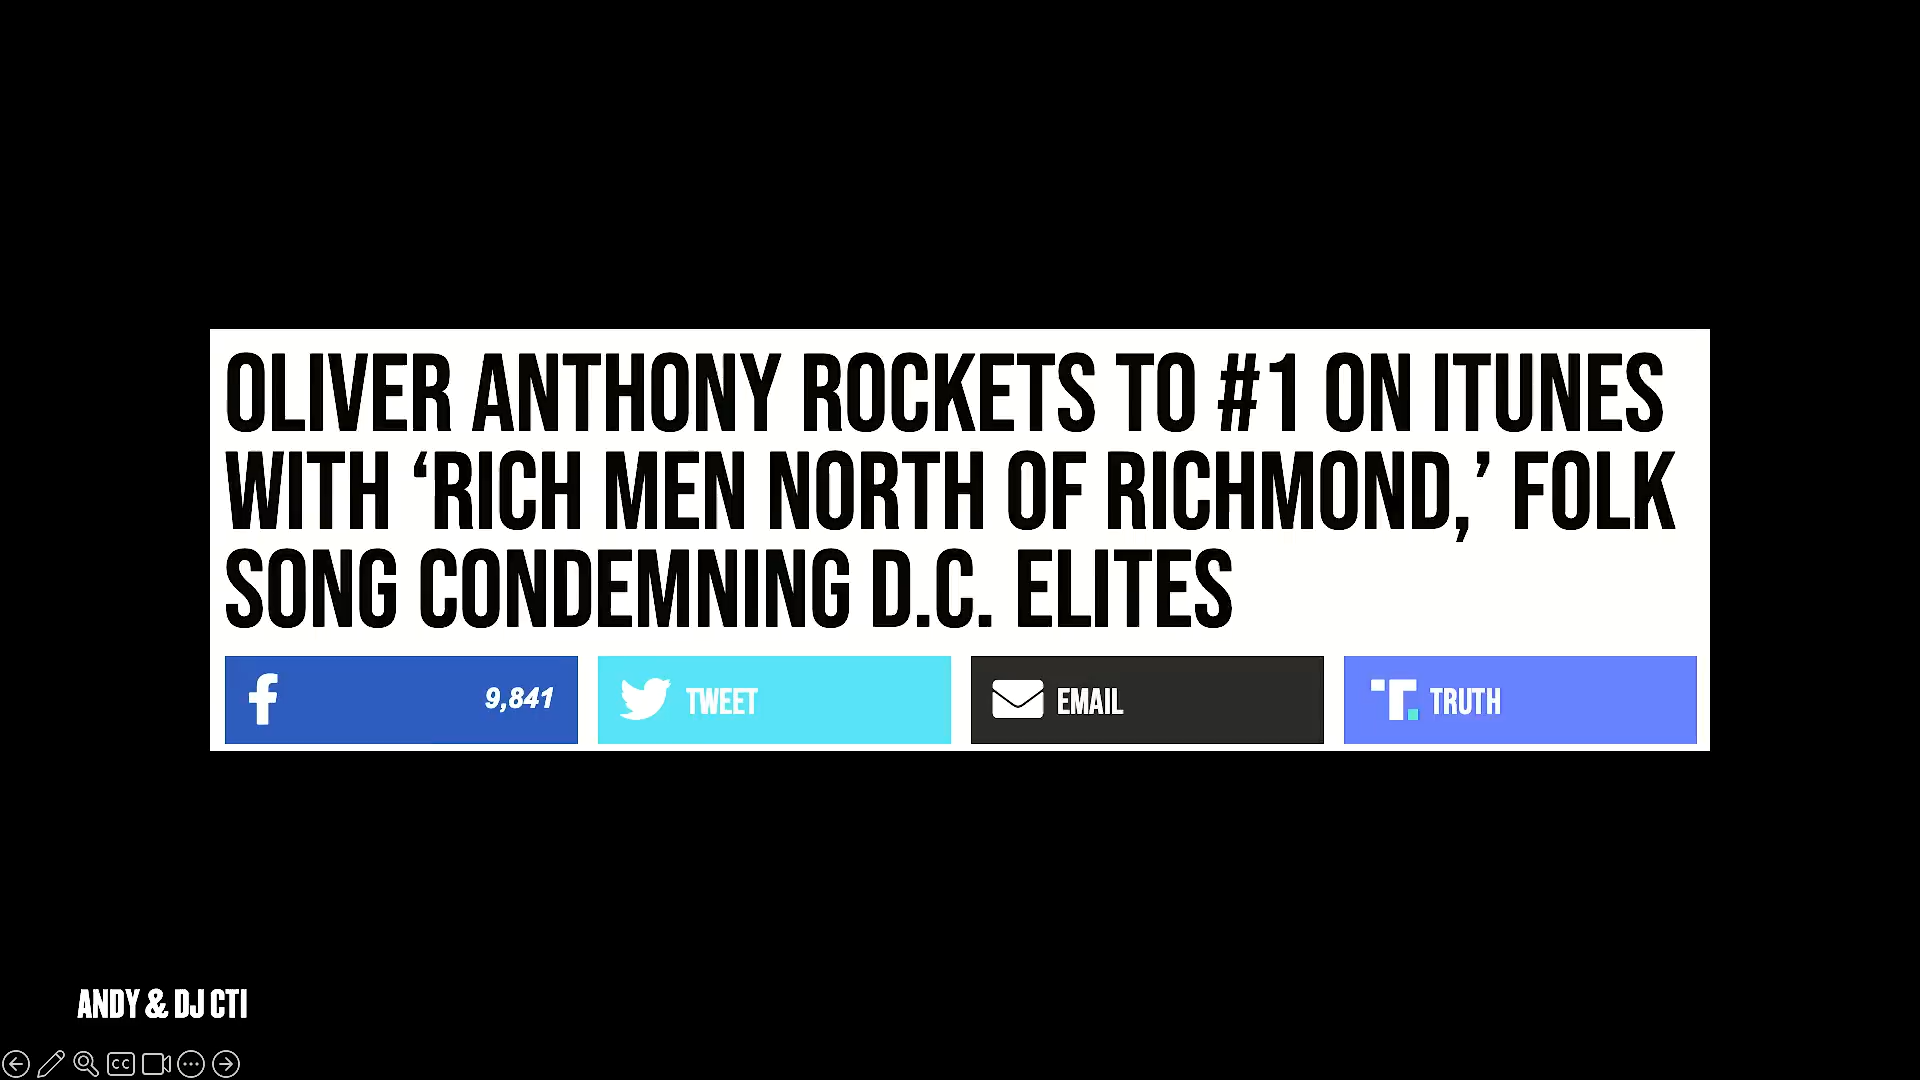 OLIVER ANTHONY ROCKETS TO #1 ON ITUNES
WITH ‘RICH MEN NORTH OF RICHMOND,’ FOLK
SONG CONDEMNING D.C. ELITES
9,841
TWEET
EMAIL
TRUTH
ANDY & DJ CTI
CC